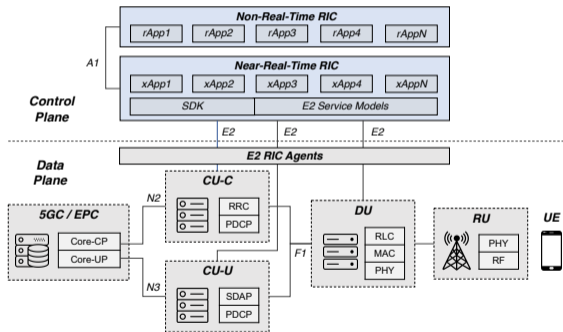 Non-Real-Time RIC
rApp1 rApp2 rApp3 rApp4 rAppN
A1
Near-Real-Time RIC
xApp1 xApp2 xApp3 xApp4 xAppN
SDK E2 Service Models
Control
Plane
E2 E2 E2
Data
Plane
E2 RIC Agents
5GC / EPC
Core-CP
Core-UP
N2
N3
CU-C
RRC
PDCP
CU-U
SDAP
PDCP
F1
DU
RLC
MAC
PHY
RU
PHY
RF
UE